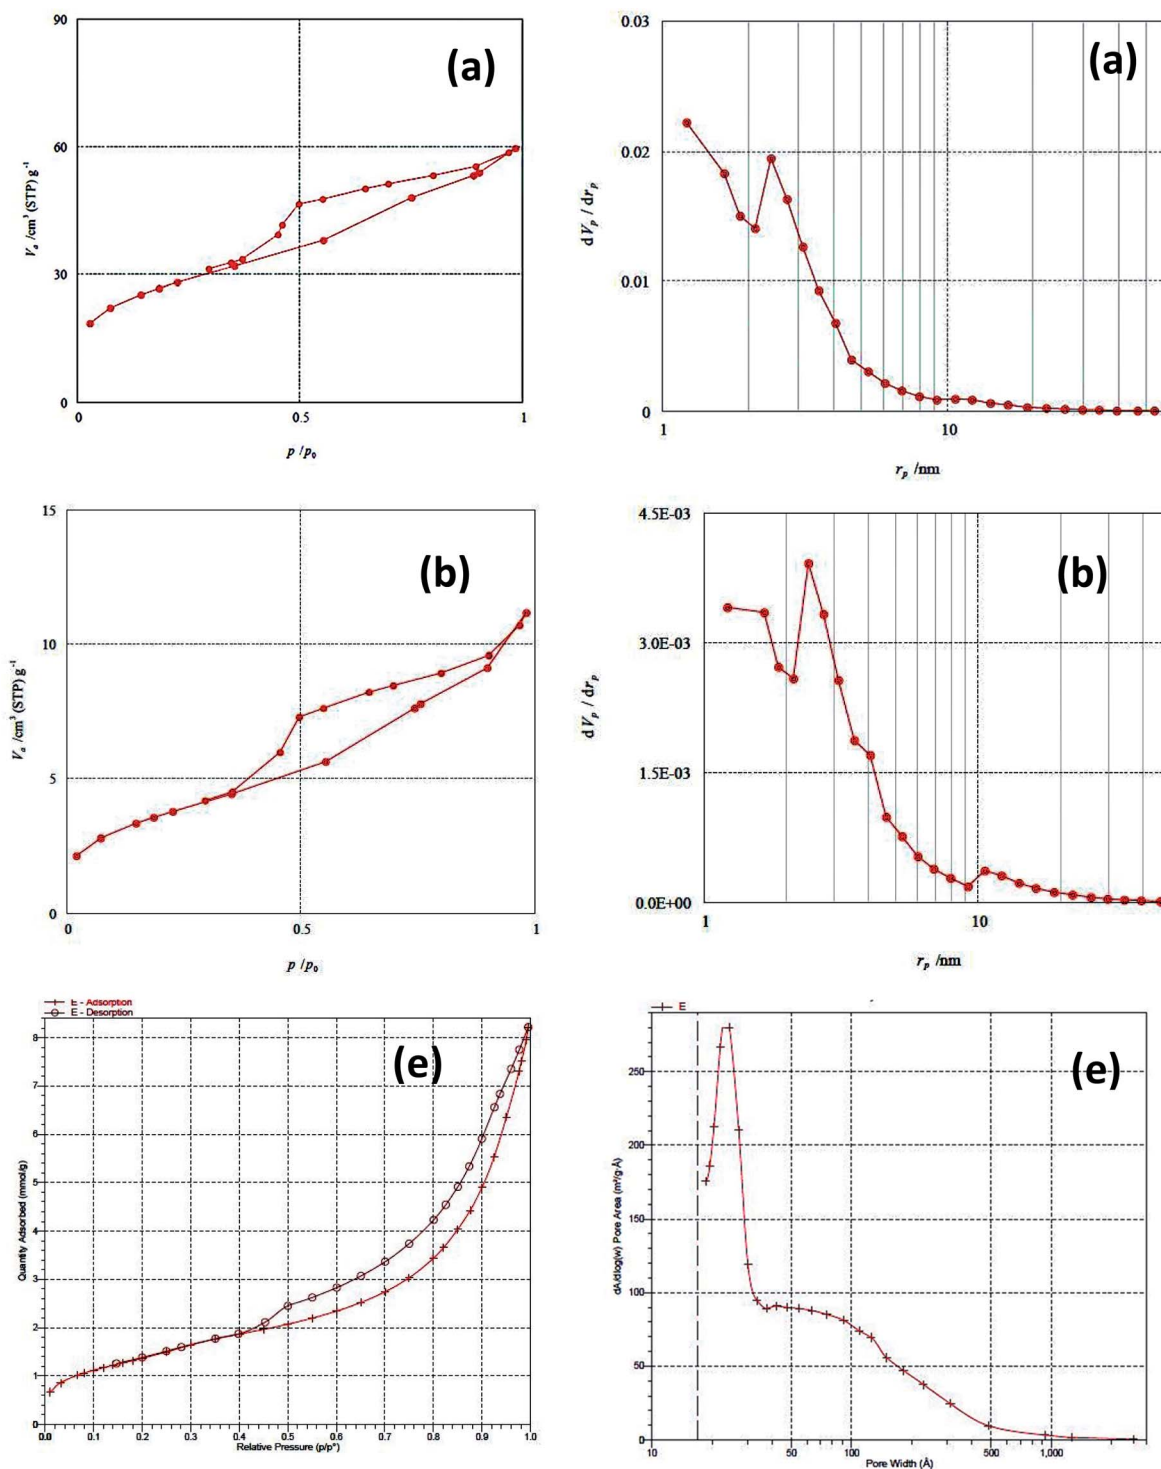 90
(a)
60
30
0
0
0.5
1
Vₐ /cm³ (STP) g⁻¹
p /p₀
0.03
(a)
0.02
0.01
0
1
10
dVₚ / drₚ
rₚ /nm
15
(b)
10
5
0
0
0.5
1
Vₐ /cm³ (STP) g⁻¹
p /p₀
4.5E-03
(b)
3.0E-03
1.5E-03
0.0E+00
1
10
dVₚ / drₚ
rₚ /nm
E - Adsorption
E - Desorption
(e)
8
7
6
5
4
3
2
1
0
0.0
0.1
0.2
0.3
0.4
0.5
0.6
0.7
0.8
0.9
1.0
Quantity Adsorbed (mmol/g)
Relative Pressure (p/p°)
E
(e)
250
200
150
100
50
0
10
50
100
500
1,000
dA/dlog(w) Pore Area (m²/g·Å)
Pore Width (Å)